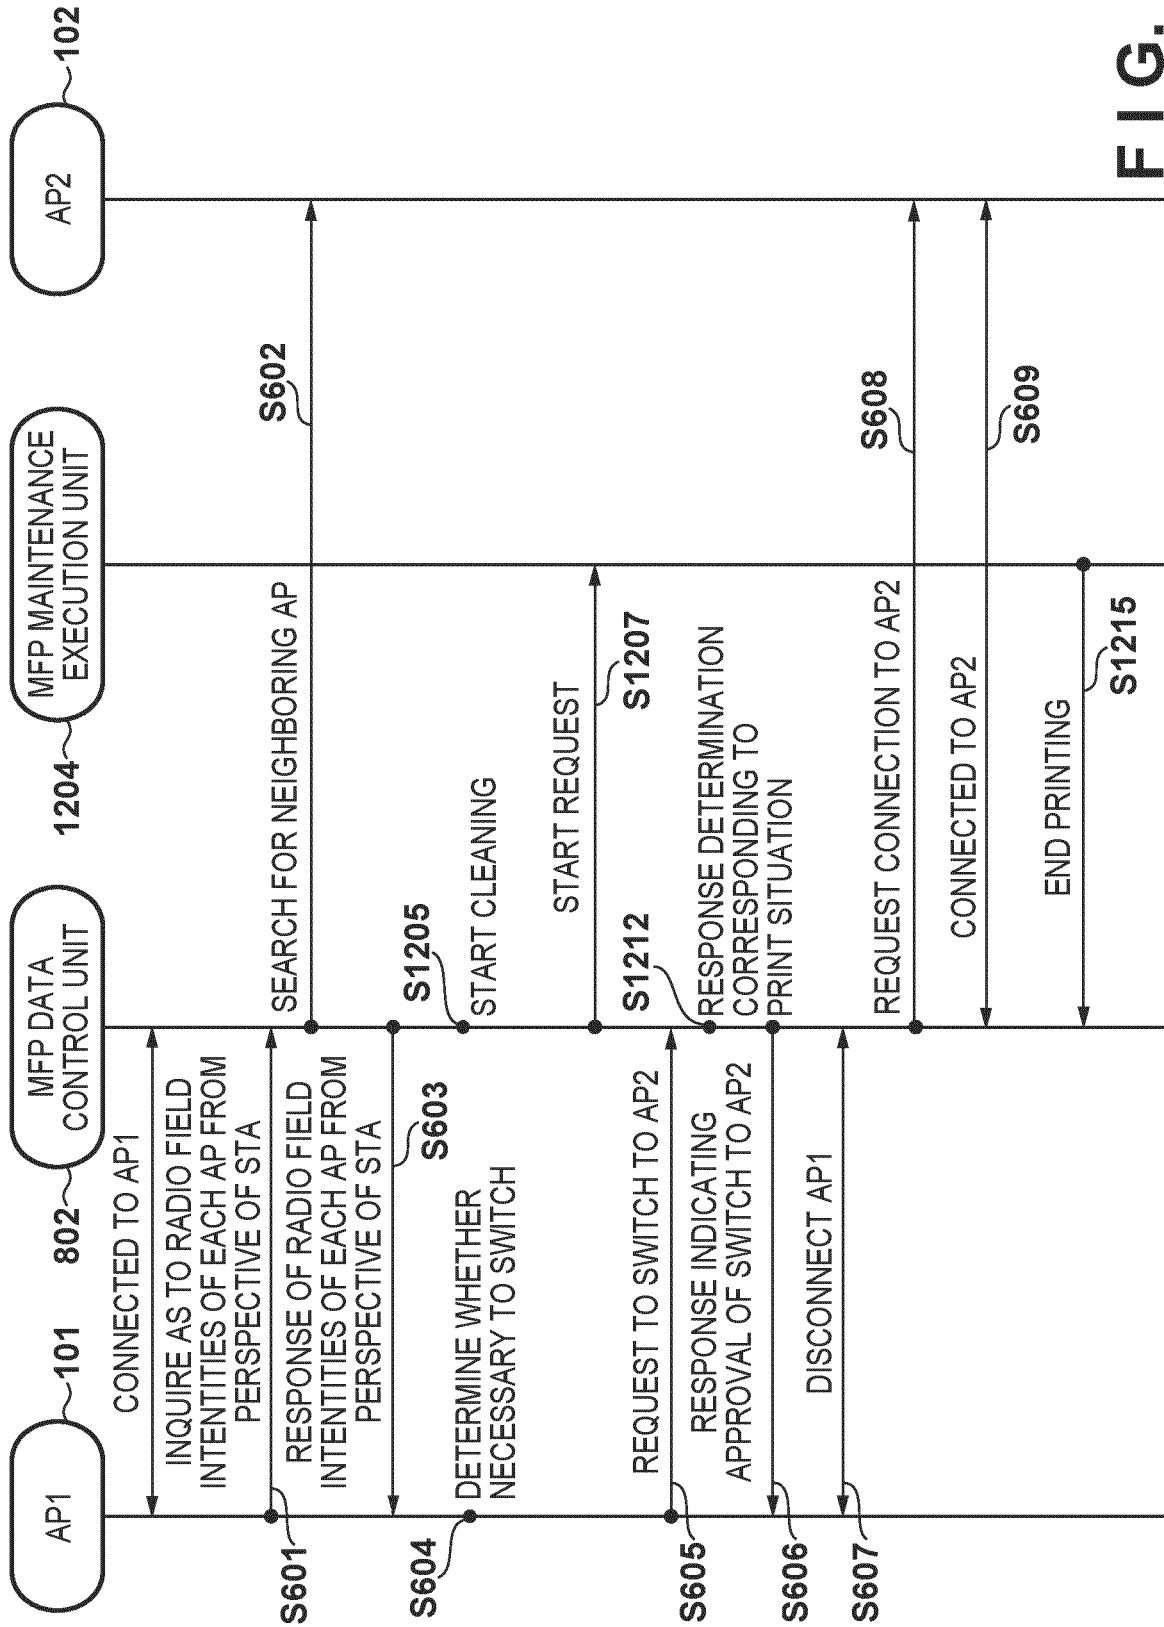 AP1
101
MFP DATA
CONTROL UNIT
802
MFP MAINTENANCE
EXECUTION UNIT
1204
AP2
102
CONNECTED TO AP1
INQUIRE AS TO RADIO FIELD
INTENTITIES OF EACH AP FROM
PERSPECTIVE OF STA
S601
SEARCH FOR NEIGHBORING AP
S602
RESPONSE OF RADIO FIELD
INTENTITIES OF EACH AP FROM
PERSPECTIVE OF STA
S603
S604
DETERMINE WHETHER
NECESSARY TO SWITCH
S1205
START CLEANING
START REQUEST
S1207
REQUEST TO SWITCH TO AP2
S605
S1212
RESPONSE DETERMINATION
CORRESPONDING TO
PRINT SITUATION
RESPONSE INDICATING
APPROVAL OF SWITCH TO AP2
S606
DISCONNECT AP1
S607
REQUEST CONNECTION TO AP2
S608
CONNECTED TO AP2
S609
END PRINTING
S1215
FIG.